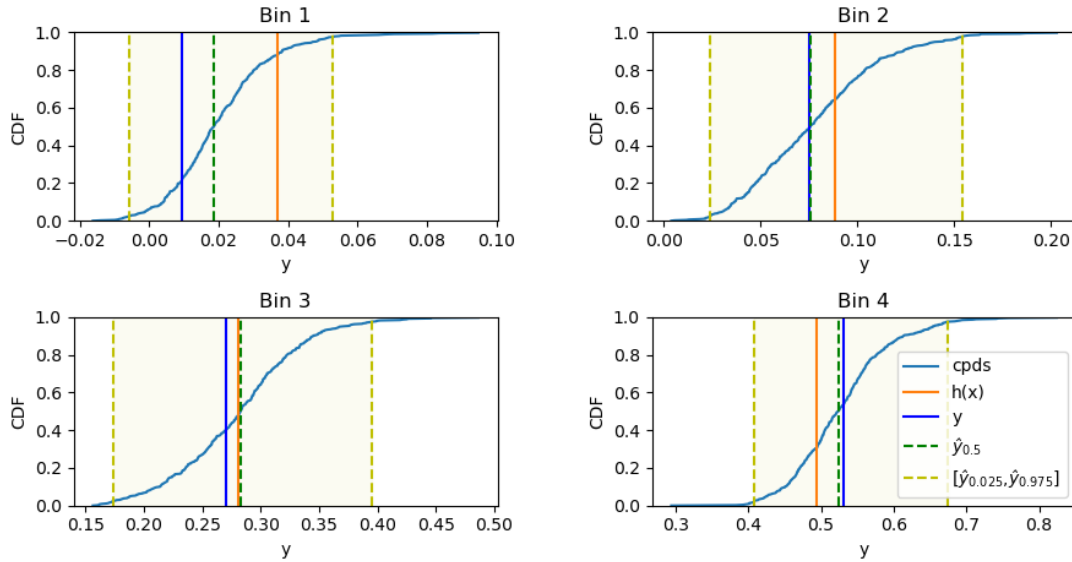 Bin 1
1.0
0.8
0.6
0.4
0.2
0.0
CDF
−0.02 0.00 0.02 0.04 0.06 0.08 0.10
y
Bin 2
1.0
0.8
0.6
0.4
0.2
0.0
CDF
0.00 0.05 0.10 0.15 0.20
y
Bin 3
1.0
0.8
0.6
0.4
0.2
0.0
CDF
0.15 0.20 0.25 0.30 0.35 0.40 0.45 0.50
y
Bin 4
1.0
0.8
0.6
0.4
0.2
0.0
CDF
0.3 0.4 0.5 0.6 0.7 0.8
y
cpds
h(x)
y
ŷ0.5
[ŷ0.025,ŷ0.975]